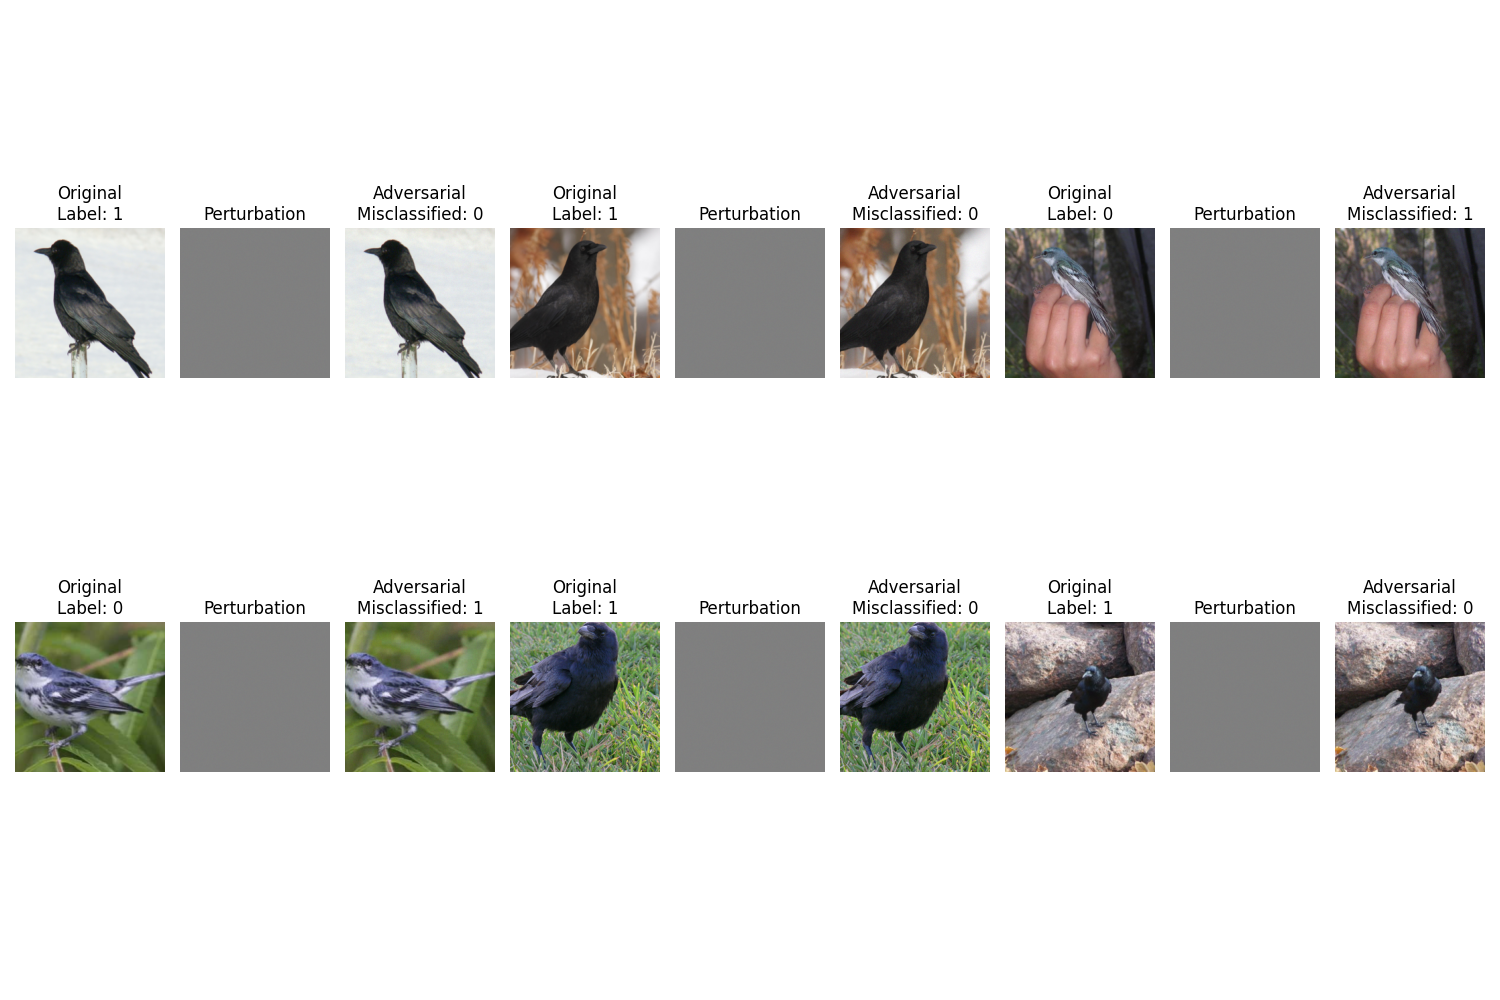 Original
Label: 1
Perturbation
Adversarial
Misclassified: 0
Original
Label: 1
Perturbation
Adversarial
Misclassified: 0
Original
Label: 0
Perturbation
Adversarial
Misclassified: 1
Original
Label: 0
Perturbation
Adversarial
Misclassified: 1
Original
Label: 1
Perturbation
Adversarial
Misclassified: 0
Original
Label: 1
Perturbation
Adversarial
Misclassified: 0